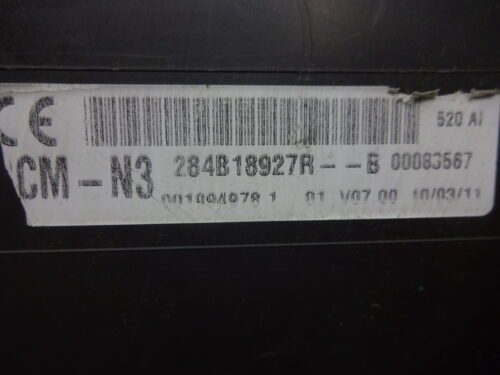 CE
520 AI
CM-N3 284B18927R--B 00083567
01 V07.00 10/03/11